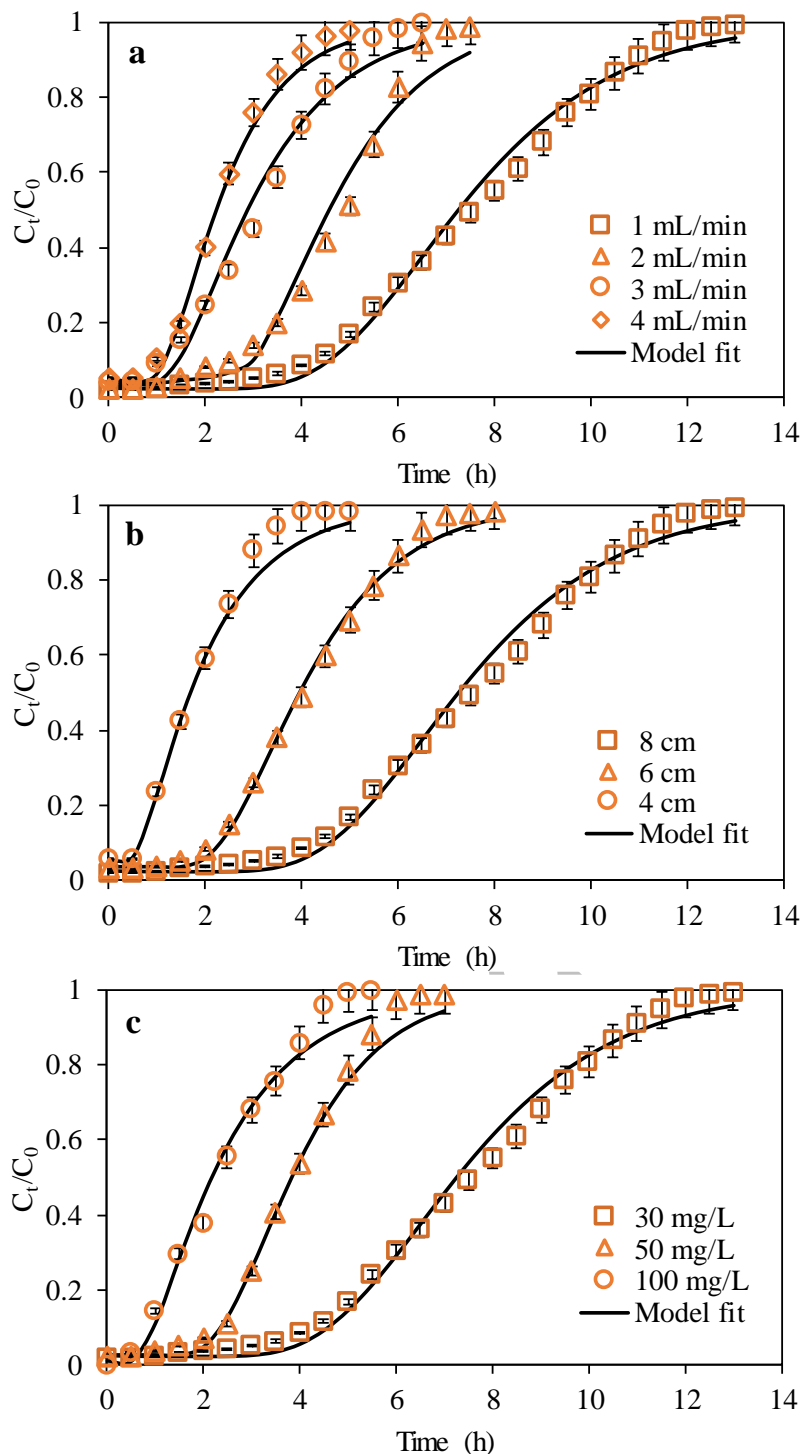 a
1
0.8
0.6
0.4
0.2
0
Ct/C0
1 mL/min
2 mL/min
3 mL/min
4 mL/min
Model fit
0 2 4 6 8 10 12 14
Time (h)
b
1
0.8
0.6
0.4
0.2
0
Ct/C0
8 cm
6 cm
4 cm
Model fit
0 2 4 6 8 10 12 14
Time (h)
c
1
0.8
0.6
0.4
0.2
0
Ct/C0
30 mg/L
50 mg/L
100 mg/L
Model fit
0 2 4 6 8 10 12 14
Time (h)